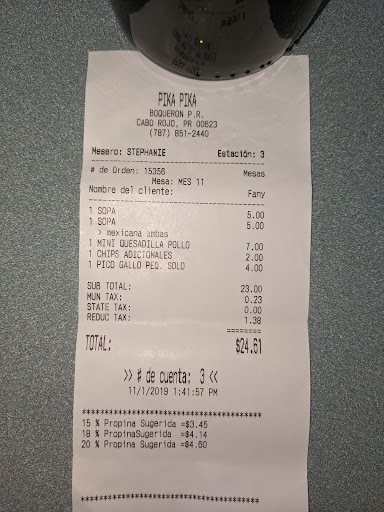 PIKA PIKA
BOQUERON P.R.
CABO ROJO, PR 00623
(787) 851-2440
Mesero: STEPHANIE Estación: 3
# de Orden: 15356 Mesas
Mesa: MES 11
Nombre del cliente: Fany
1 SOPA 5.00
1 SOPA 5.00
> mexicana ambas
1 MINI QUESADILLA POLLO 7.00
1 CHIPS ADICIONALES 2.00
1 PICO GALLO PEQ. SOLO 4.00
SUB TOTAL: 23.00
MUN TAX: 0.23
STATE TAX: 0.00
REDUC TAX: 1.38
========
TOTAL: $24.61
>> # de cuenta: 3 <<
11/1/2019 1:41:57 PM
****************************************
15 % Propina Sugerida =$3.45
18 % PropinaSugerida =$4.14
20 % Propina Sugerida =$4.60
****************************************